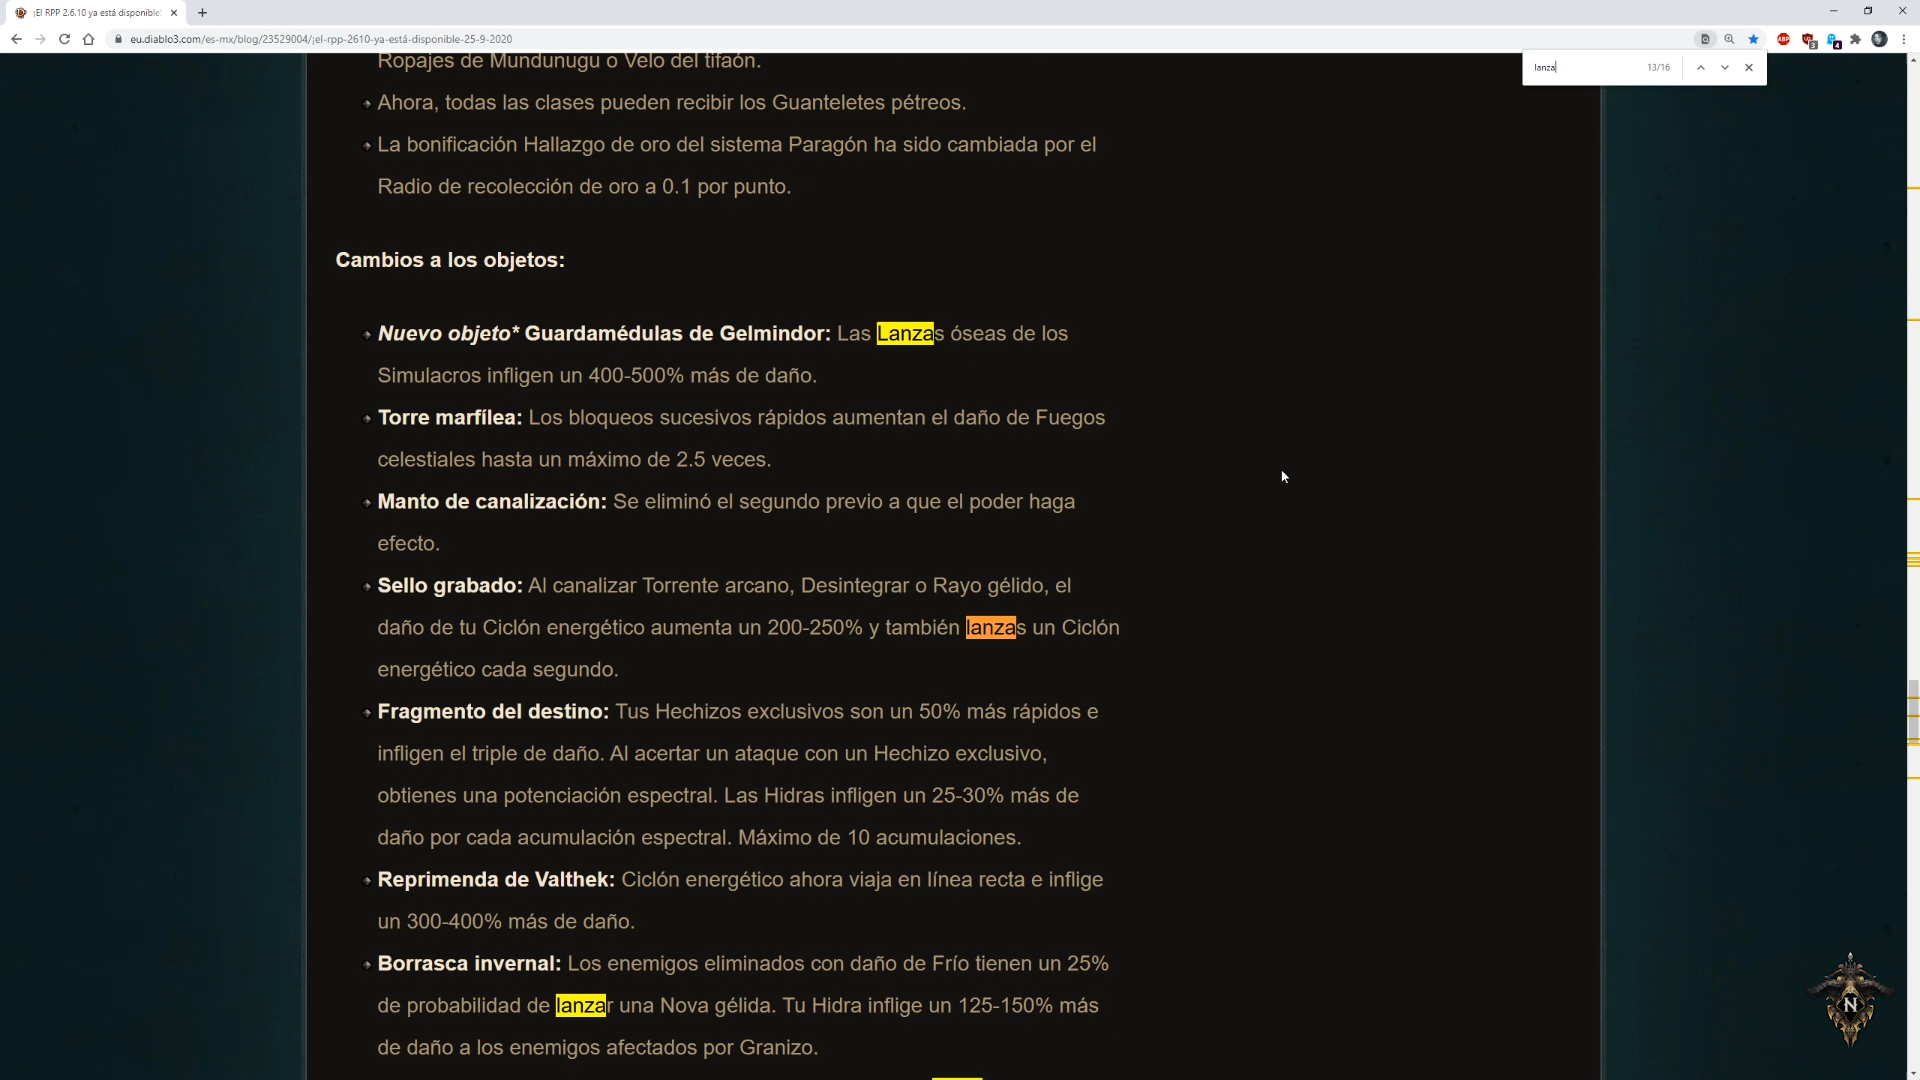 ¡El RPP 2.6.10 ya está disponible!
eu.diablo3.com/es-mx/blog/23529004/¡el-rpp-2610-ya-está-disponible-25-9-2020
ABP
3
4
lanza
13/16
Ropajes de Mundunugu o Velo del tifaón.
Ahora, todas las clases pueden recibir los Guanteletes pétreos.
La bonificación Hallazgo de oro del sistema Paragón ha sido cambiada por el
Radio de recolección de oro a 0.1 por punto.
Cambios a los objetos:
Nuevo objeto* Guardamédulas de Gelmindor: Las Lanzas óseas de los
Simulacros infligen un 400-500% más de daño.
Torre marfílea: Los bloqueos sucesivos rápidos aumentan el daño de Fuegos
celestiales hasta un máximo de 2.5 veces.
Manto de canalización: Se eliminó el segundo previo a que el poder haga
efecto.
Sello grabado: Al canalizar Torrente arcano, Desintegrar o Rayo gélido, el
daño de tu Ciclón energético aumenta un 200-250% y también lanzas un Ciclón
energético cada segundo.
Fragmento del destino: Tus Hechizos exclusivos son un 50% más rápidos e
infligen el triple de daño. Al acertar un ataque con un Hechizo exclusivo,
obtienes una potenciación espectral. Las Hidras infligen un 25-30% más de
daño por cada acumulación espectral. Máximo de 10 acumulaciones.
Reprimenda de Valthek: Ciclón energético ahora viaja en línea recta e inflige
un 300-400% más de daño.
Borrasca invernal: Los enemigos eliminados con daño de Frío tienen un 25%
de probabilidad de lanzar una Nova gélida. Tu Hidra inflige un 125-150% más
de daño a los enemigos afectados por Granizo.
N